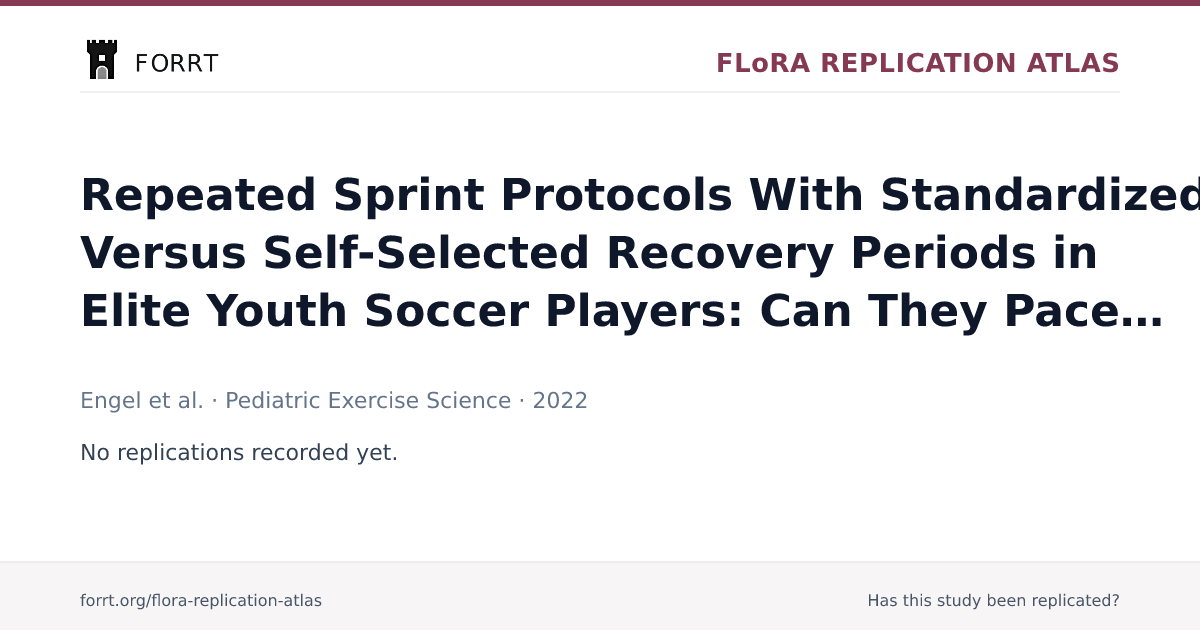 FORRT
FLoRA REPLICATION ATLAS
Repeated Sprint Protocols With Standardized
Versus Self-Selected Recovery Periods in
Elite Youth Soccer Players: Can They Pace…
Engel et al. · Pediatric Exercise Science · 2022
No replications recorded yet.
forrt.org/flora-replication-atlas
Has this study been replicated?